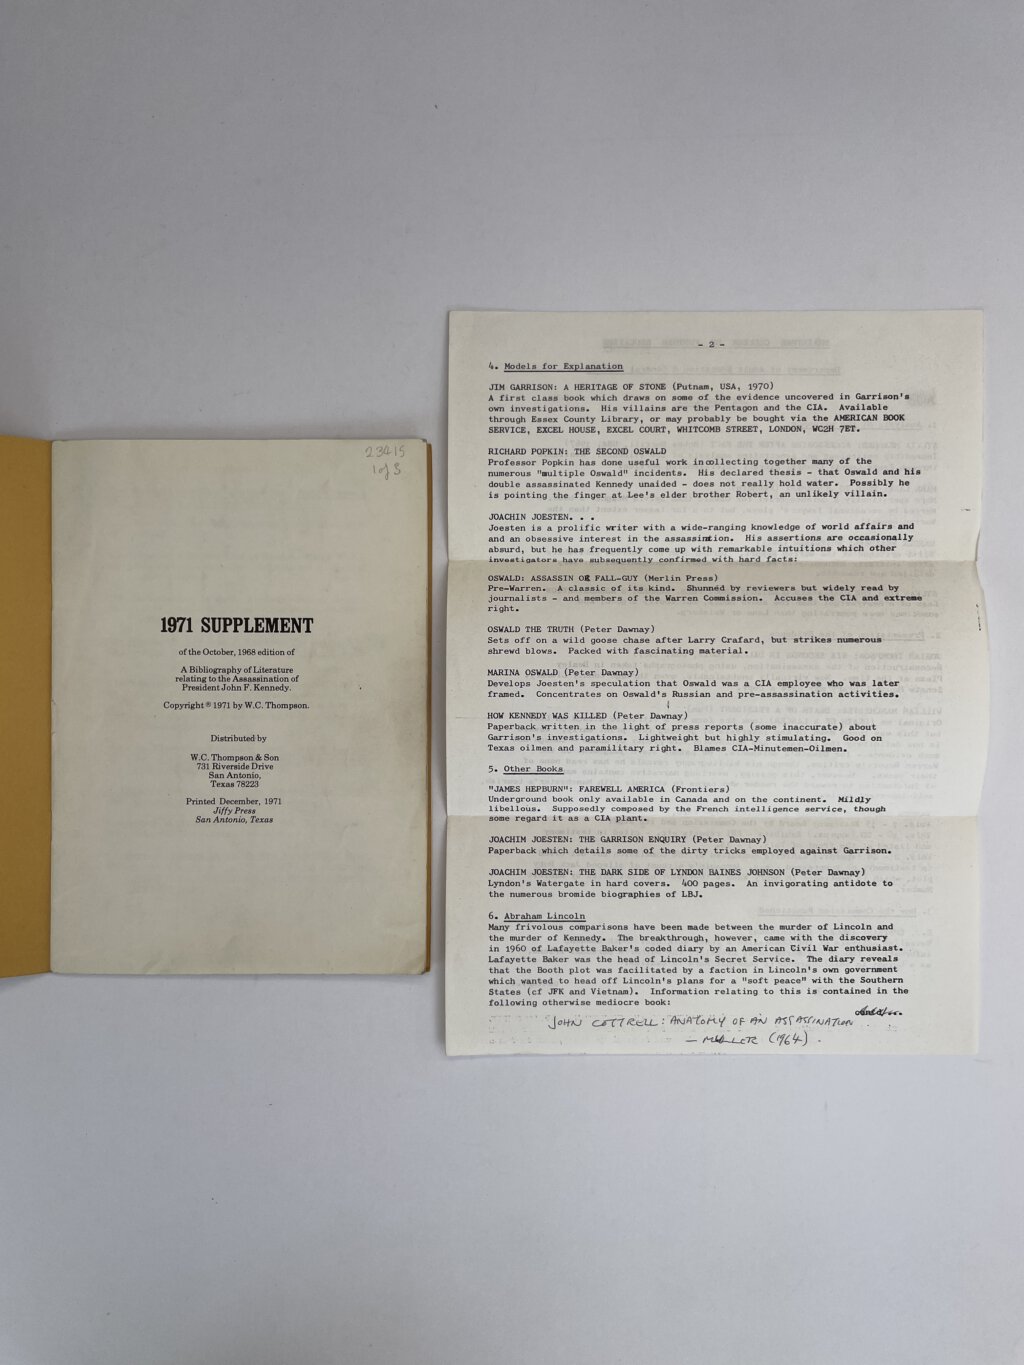 23415
1 of 3
1971 SUPPLEMENT
of the October, 1968 edition of
A Bibliography of Literature
relating to the Assassination of
President John F. Kennedy.
Copyright © 1971 by W.C. Thompson.
Distributed by
W.C. Thompson & Son
731 Riverside Drive
San Antonio,
Texas 78223
Printed December, 1971
Jiffy Press
San Antonio, Texas
- 2 -
4. Models for Explanation
JIM GARRISON: A HERITAGE OF STONE (Putnam, USA, 1970)
A first class book which draws on some of the evidence uncovered in Garrison's
own investigations. His villains are the Pentagon and the CIA. Available
through Essex County Library, or may probably be bought via the AMERICAN BOOK
SERVICE, EXCEL HOUSE, EXCEL COURT, WHITCOMB STREET, LONDON, WC2H 7ET.
RICHARD POPKIN: THE SECOND OSWALD
Professor Popkin has done useful work in collecting together many of the
numerous "multiple Oswald" incidents. His declared thesis - that Oswald and his
double assassinated Kennedy unaided - does not really hold water. Possibly he
is pointing the finger at Lee's elder brother Robert, an unlikely villain.
JOACHIN JOESTEN. . .
Joesten is a prolific writer with a wide-ranging knowledge of world affairs and
and an obsessive interest in the assassination. His assertions are occasionally
absurd, but he has frequently come up with remarkable intuitions which other
investigators have subsequently confirmed with hard facts:
OSWALD: ASSASSIN OR FALL-GUY (Merlin Press)
Pre-Warren. A classic of its kind. Shunned by reviewers but widely read by
journalists - and members of the Warren Commission. Accuses the CIA and extreme
right.
OSWALD THE TRUTH (Peter Dawnay)
Sets off on a wild goose chase after Larry Crafard, but strikes numerous
shrewd blows. Packed with fascinating material.
MARINA OSWALD (Peter Dawnay)
Develops Joesten's speculation that Oswald was a CIA employee who was later
framed. Concentrates on Oswald's Russian and pre-assassination activities.
HOW KENNEDY WAS KILLED (Peter Dawnay)
Paperback written in the light of press reports (some inaccurate) about
Garrison's investigations. Lightweight but highly stimulating. Good on
Texas oilmen and paramilitary right. Blames CIA-Minutemen-Oilmen.
5. Other Books
"JAMES HEPBURN": FAREWELL AMERICA (Frontiers)
Underground book only available in Canada and on the continent. Mildly
libellous. Supposedly composed by the French intelligence service, though
some regard it as a CIA plant.
JOACHIM JOESTEN: THE GARRISON ENQUIRY (Peter Dawnay)
Paperback which details some of the dirty tricks employed against Garrison.
JOACHIM JOESTEN: THE DARK SIDE OF LYNDON BAINES JOHNSON (Peter Dawnay)
Lyndon's Watergate in hard covers. 400 pages. An invigorating antidote to
the numerous bromide biographies of LBJ.
6. Abraham Lincoln
Many frivolous comparisons have been made between the murder of Lincoln and
the murder of Kennedy. The breakthrough, however, came with the discovery
in 1960 of Lafayette Baker's coded diary by an American Civil War enthusiast.
Lafayette Baker was the head of Lincoln's Secret Service. The diary reveals
that the Booth plot was facilitated by a faction in Lincoln's own government
which wanted to head off Lincoln's plans for a "soft peace" with the Southern
States (cf JFK and Vietnam). Information relating to this is contained in the
following otherwise mediocre book:
JOHN COTTRELL: ANATOMY OF AN ASSASSINATION
- MULLER (1964).